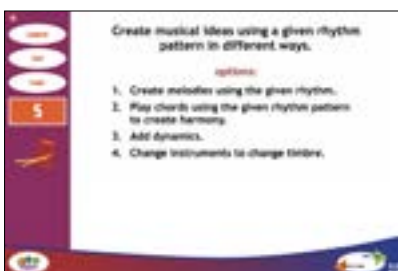 Create musical ideas using a given rhythm
pattern in different ways.
options:
1. Create melodies using the given rhythm.
2. Play chords using the given rhythm pattern
to create harmony.
3. Add dynamics.
4. Change instruments to change timbre.
5